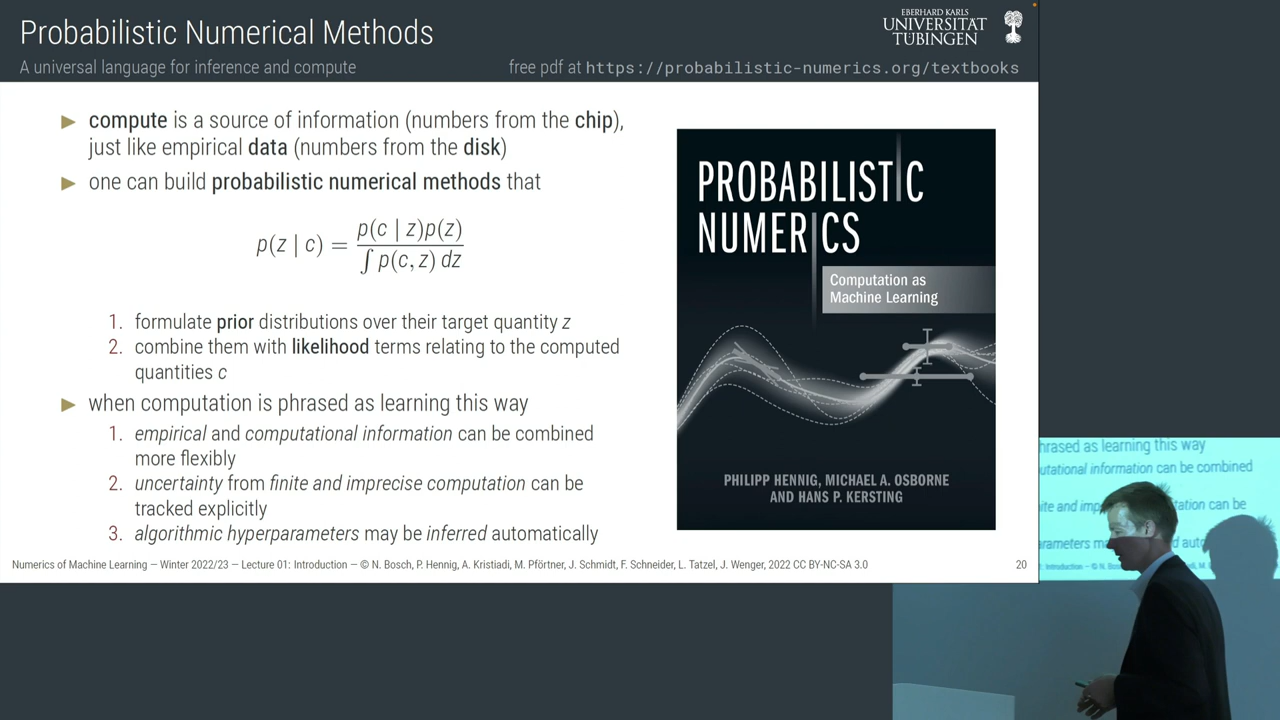 Probabilistic Numerical Methods
A universal language for inference and compute
free pdf at https://probabilistic-numerics.org/textbooks
EBERHARD KARLS
UNIVERSITÄT
TÜBINGEN
▶ compute is a source of information (numbers from the chip),
just like empirical data (numbers from the disk)
▶ one can build probabilistic numerical methods that
p(z | c) = p(c | z)p(z) / ∫ p(c, z) dz
1. formulate prior distributions over their target quantity z
2. combine them with likelihood terms relating to the computed
quantities c
▶ when computation is phrased as learning this way
1. empirical and computational information can be combined
more flexibly
2. uncertainty from finite and imprecise computation can be
tracked explicitly
3. algorithmic hyperparameters may be inferred automatically
PROBABILISTIC
NUMERICS
Computation as
Machine Learning
PHILIPP HENNIG, MICHAEL A. OSBORNE
AND HANS P. KERSTING
Numerics of Machine Learning — Winter 2022/23 — Lecture 01: Introduction — © N. Bosch, P. Hennig, A. Kristiadi, M. Pförtner, J. Schmidt, F. Schneider, L. Tatzel, J. Wenger, 2022 CC BY-NC-SA 3.0
20
hrased as learning this way
utational information can be combined
nite and imp tation can be
rameters m